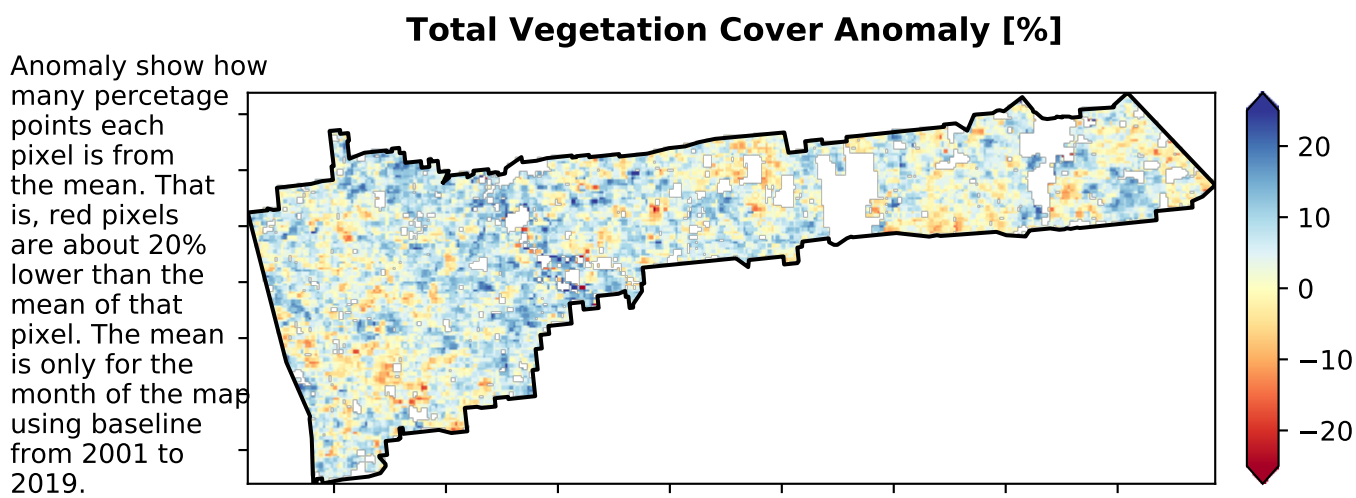 Total Vegetation Cover Anomaly [%]
Anomaly show how
many percetage
points each
pixel is from
the mean. That
is, red pixels
are about 20%
lower than the
mean of that
pixel. The mean
is only for the
month of the map
using baseline
from 2001 to
2019.
20
10
0
−10
−20